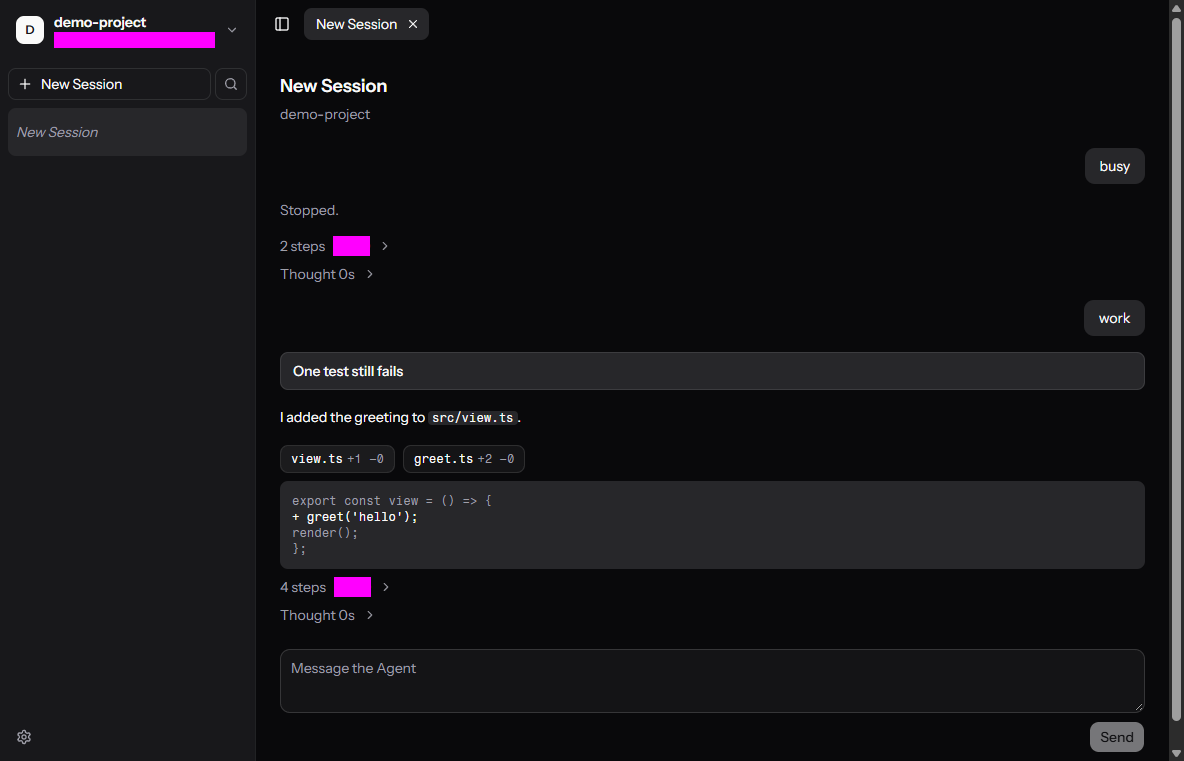 D
demo-project
New Session
New Session
New Session
New Session
demo-project
busy
Stopped.
2 steps
Thought 0s
work
One test still fails
I added the greeting to src/view.ts.
view.ts +1 −0
greet.ts +2 −0
export const view = () => {
+ greet('hello');
render();
};
4 steps
Thought 0s
Message the Agent
Send